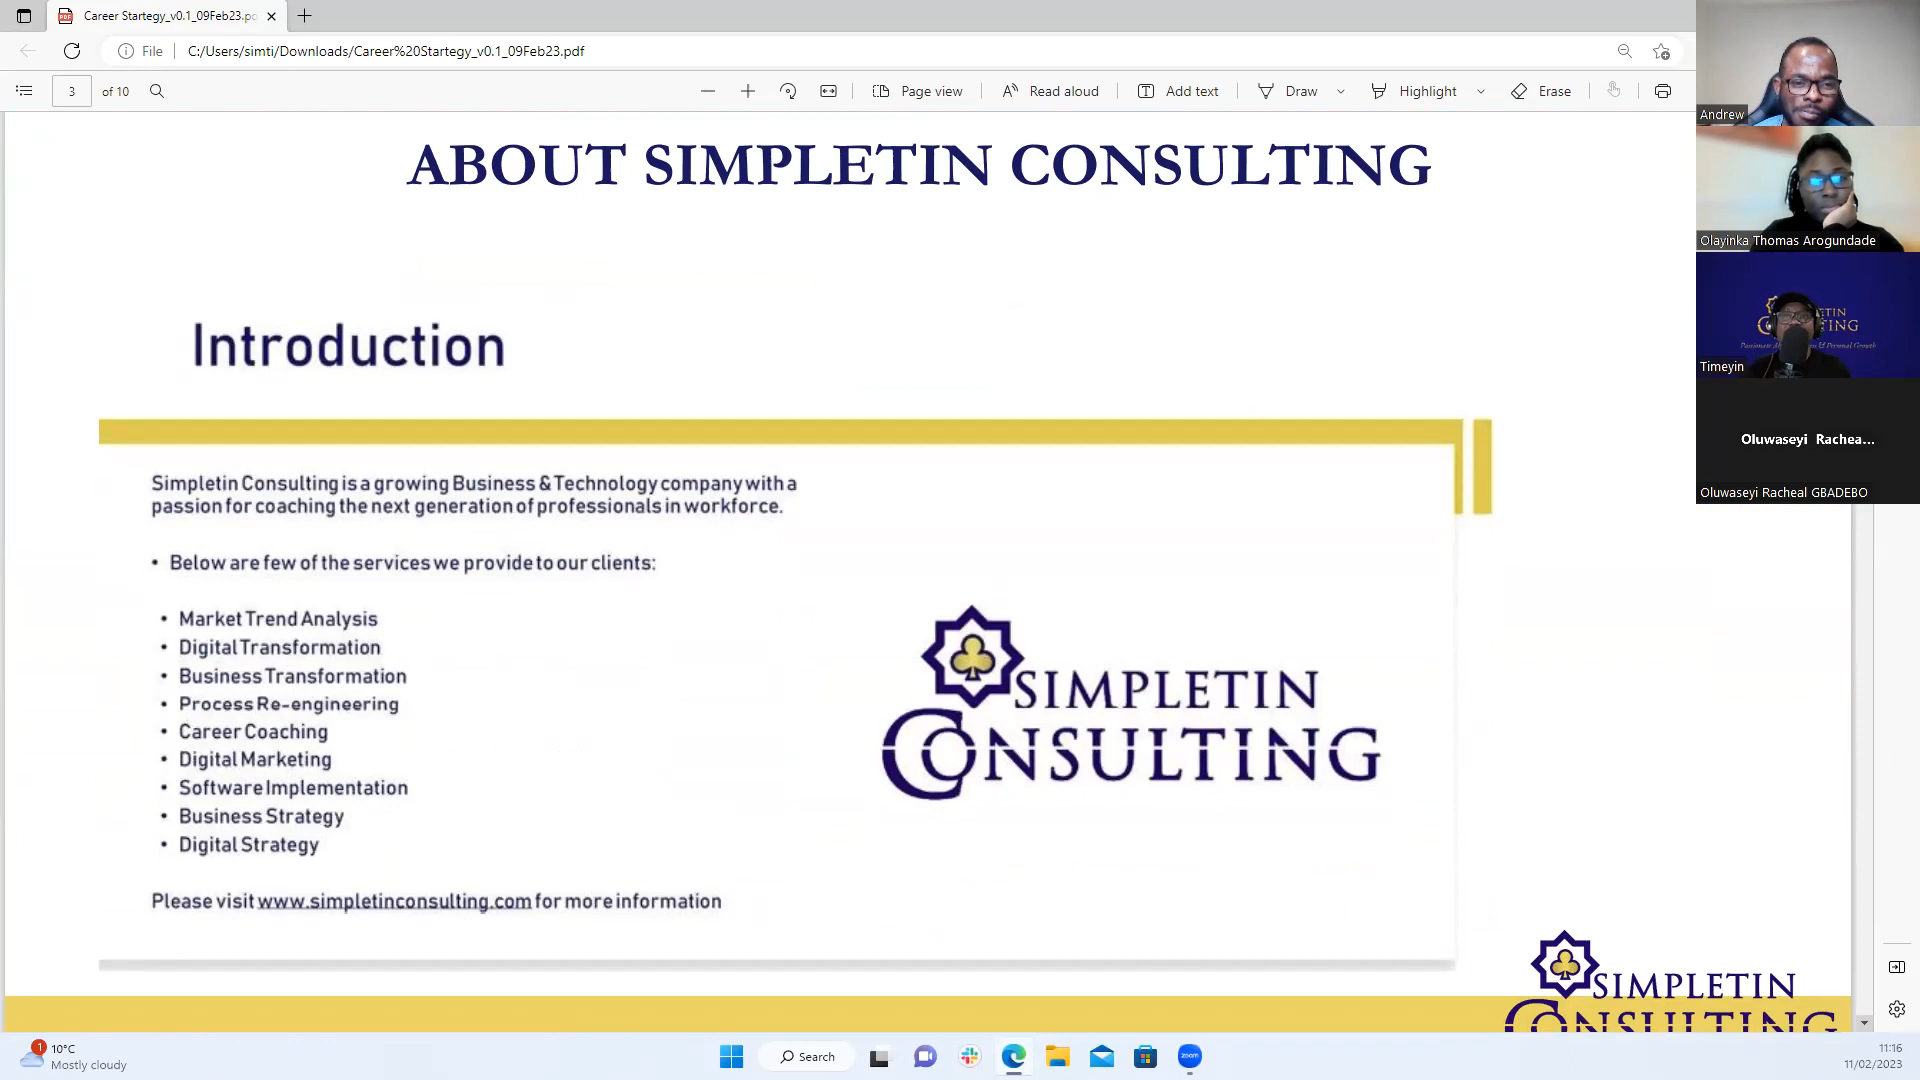 Career Startegy_v0.1_09Feb23.p
File
C:/Users/simti/Downloads/Career%20Startegy_v0.1_09Feb23.pdf
3
of 10
Page view
Read aloud
Add text
Draw
Highlight
Erase
ABOUT SIMPLETIN CONSULTING
Introduction
Simpletin Consulting is a growing Business & Technology company with a
passion for coaching the next generation of professionals in workforce.
• Below are few of the services we provide to our clients:
• Market Trend Analysis
• Digital Transformation
• Business Transformation
• Process Re-engineering
• Career Coaching
• Digital Marketing
• Software Implementation
• Business Strategy
• Digital Strategy
Please visit www.simpletinconsulting.com for more information
SIMPLETIN
CONSULTING
SIMPLETIN
CONSULTING
Andrew
Olayinka Thomas Arogundade
Timeyin
Oluwaseyi Rachea...
Oluwaseyi Racheal GBADEBO
1
10°C
Mostly cloudy
Search
zoom
11:16
11/02/2023